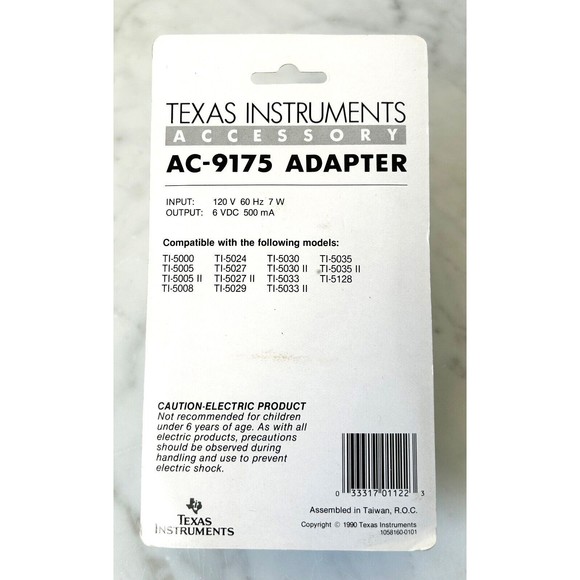 TEXAS INSTRUMENTS
ACCESSORY
AC-9175 ADAPTER
INPUT: 120 V 60 Hz 7 W
OUTPUT: 6 VDC 500 mA
Compatible with the following models:
TI-5000 TI-5024 TI-5030 TI-5035
TI-5005 TI-5027 TI-5030 II TI-5035 II
TI-5005 II TI-5027 II TI-5033 TI-5128
TI-5008 TI-5029 TI-5033 II
CAUTION-ELECTRIC PRODUCT
Not recommended for children
under 6 years of age. As with all
electric products, precautions
should be observed during
handling and use to prevent
electric shock.
TEXAS
INSTRUMENTS
0 33317 01122 3
Assembled in Taiwan, R.O.C.
Copyright © 1990 Texas Instruments
1058160-0101